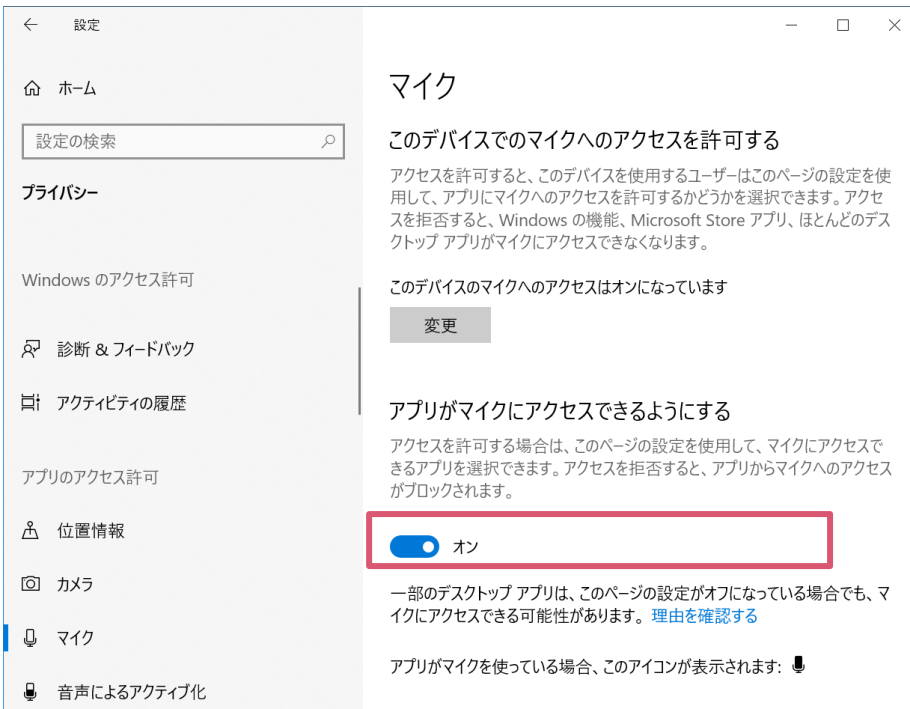 設定
ホーム
設定の検索
プライバシー
Windows のアクセス許可
診断 & フィードバック
アクティビティの履歴
アプリのアクセス許可
位置情報
カメラ
マイク
音声によるアクティブ化
マイク
このデバイスでのマイクへのアクセスを許可する
アクセスを許可すると、このデバイスを使用するユーザーはこのページの設定を使
用して、アプリにマイクへのアクセスを許可するかどうかを選択できます。アクセ
スを拒否すると、Windows の機能、Microsoft Store アプリ、ほとんどのデス
クトップ アプリがマイクにアクセスできなくなります。
このデバイスのマイクへのアクセスはオンになっています
変更
アプリがマイクにアクセスできるようにする
アクセスを許可する場合は、このページの設定を使用して、マイクにアクセスで
きるアプリを選択できます。アクセスを拒否すると、アプリからマイクへのアクセス
がブロックされます。
オン
一部のデスクトップ アプリは、このページの設定がオフになっている場合でも、マ
イクにアクセスできる可能性があります。 理由を確認する
アプリがマイクを使っている場合、このアイコンが表示されます: